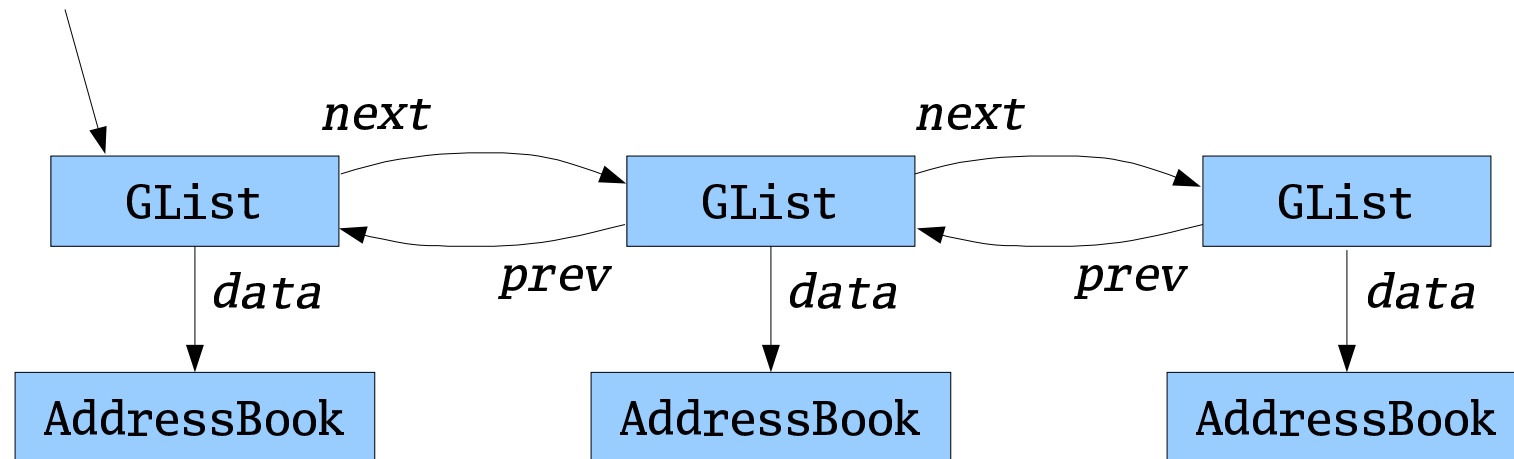 next next
GList GList GList
prev prev
data data data
AddressBook AddressBook AddressBook